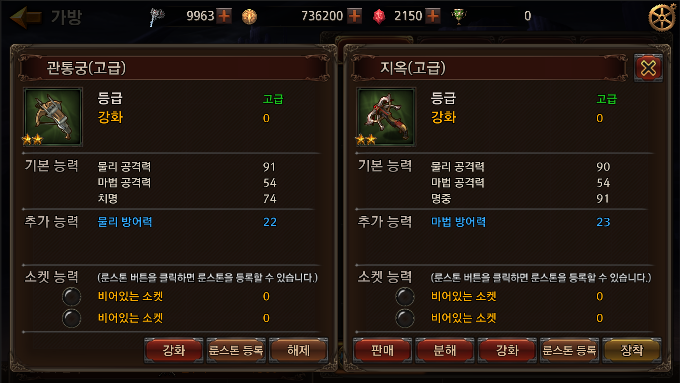 가방 9963 736200 2150 0
관통궁(고급)
등급 고급
강화 0
기본 능력 물리 공격력 91
마법 공격력 54
치명 74
추가 능력 물리 방어력 22
소켓 능력 (룬스톤 버튼을 클릭하면 룬스톤을 등록할 수 있습니다.)
비어있는 소켓 0
비어있는 소켓 0
강화 룬스톤 등록 해제
지옥(고급)
등급 고급
강화 0
기본 능력 물리 공격력 90
마법 공격력 54
명중 91
추가 능력 마법 방어력 23
소켓 능력 (룬스톤 버튼을 클릭하면 룬스톤을 등록할 수 있습니다.)
비어있는 소켓 0
비어있는 소켓 0
판매 분해 강화 룬스톤 등록 장착